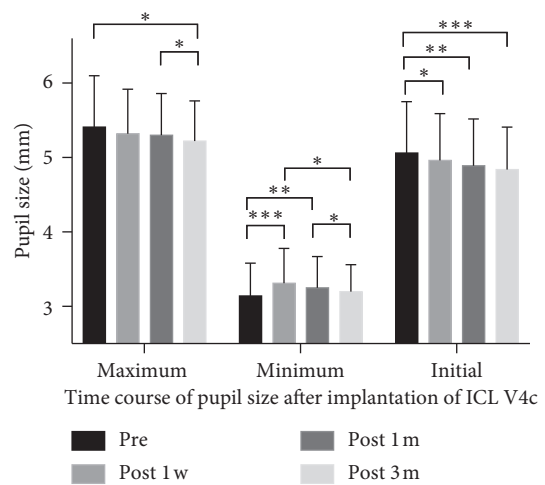 *
*
***
**
*
6
5
4
3
Pupil size (mm)
*
**
***
*
Maximum Minimum Initial
Time course of pupil size after implantation of ICL V4c
Pre Post 1 m
Post 1 w Post 3 m